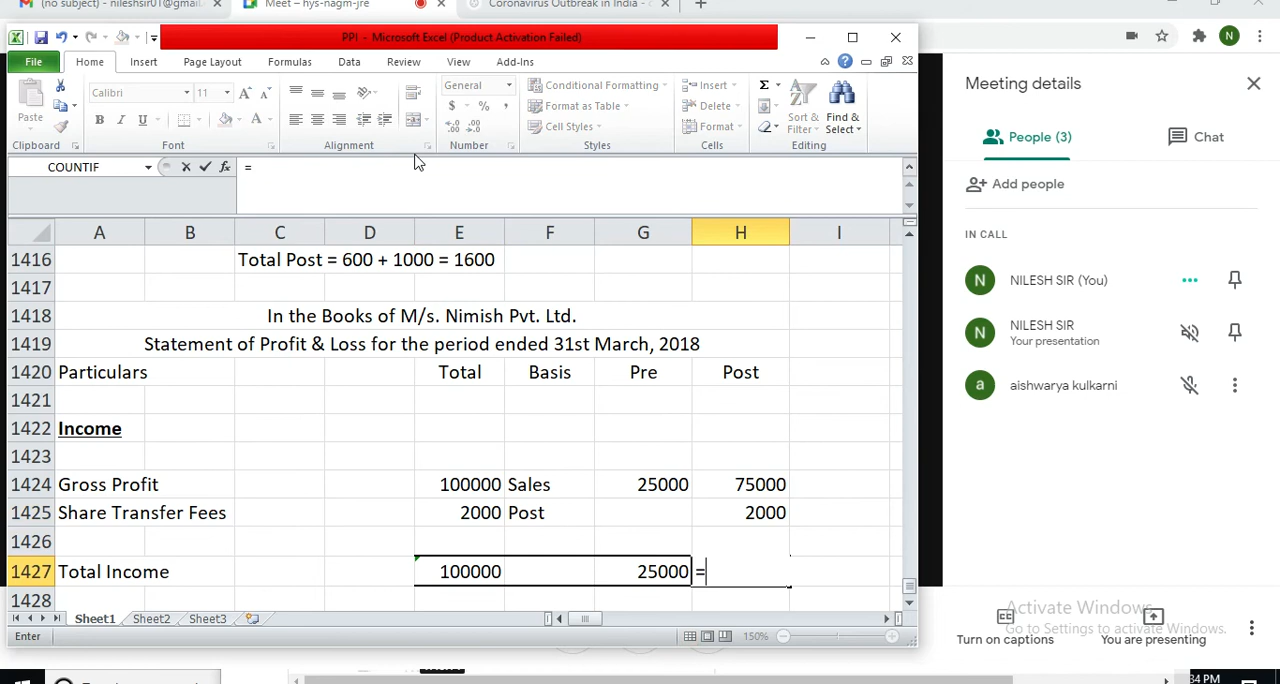 (no subject) - nileshsir01@gmail.
Meet – hys-nagm-jre
Coronavirus Outbreak in India -
PPI - Microsoft Excel (Product Activation Failed)
File Home Insert Page Layout Formulas Data Review View Add-Ins
Calibri 11 General Conditional Formatting Insert
Paste B I U $ % , Format as Table Delete Sort & Filter Find & Select
Cell Styles Format
Clipboard Font Alignment Number Styles Cells Editing
COUNTIF fx =
A B C D E F G H I
1416 Total Post = 600 + 1000 = 1600
1417
1418 In the Books of M/s. Nimish Pvt. Ltd.
1419 Statement of Profit & Loss for the period ended 31st March, 2018
1420 Particulars Total Basis Pre Post
1421
1422 Income
1423
1424 Gross Profit 100000 Sales 25000 75000
1425 Share Transfer Fees 2000 Post 2000
1426
1427 Total Income 100000 25000 =
1428
Sheet1 Sheet2 Sheet3
Enter 150%
N
Meeting details
People (3) Chat
Add people
IN CALL
N NILESH SIR (You)
N NILESH SIR
Your presentation
a aishwarya kulkarni
Activate Windows
Go to Settings to activate Windows.
CC
Turn on captions You are presenting
34 PM